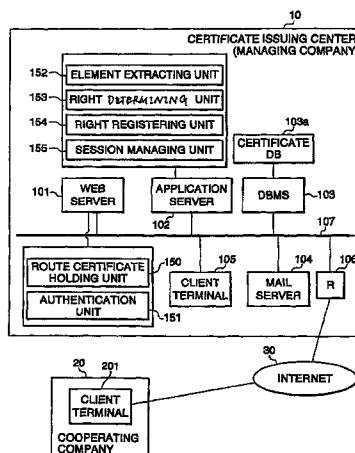 10
CERTIFICATE ISSUING CENTER
(MANAGING COMPANY)
152
ELEMENT EXTRACTING UNIT
153
RIGHT DETERMINING UNIT
154
RIGHT REGISTERING UNIT
155
SESSION MANAGING UNIT
103a
CERTIFICATE
DB
101
WEB
SERVER
APPLICATION
SERVER
102
DBMS
103
107
ROUTE CERTIFICATE
HOLDING UNIT
150
AUTHENTICATION
UNIT
151
105
CLIENT
TERMINAL
104
MAIL
SERVER
106
R
30
INTERNET
20
201
CLIENT
TERMINAL
COOPERATING
COMPANY